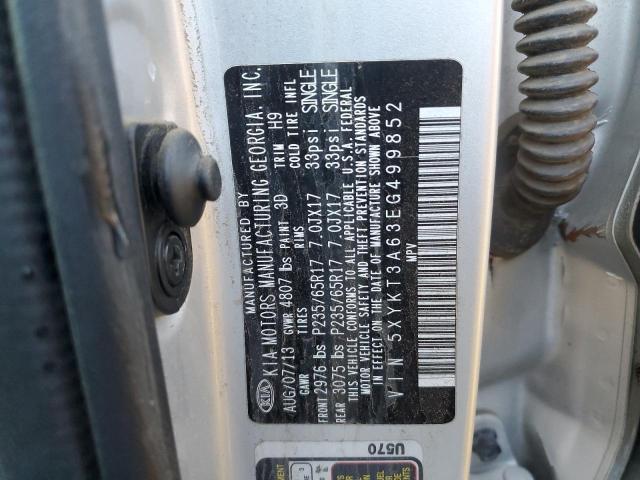 MANUFACTURED BY
KIA MOTORS MANUFACTURING GEORGIA, INC.
KIA
AUG/07/13 GVWR 4807 lbs PAINT 3D TRIM H9
GAWR TIRES RIMS COLD TIRE INFL
FRONT 2976 lbs P235/65R17 7.0JX17 33psi SINGLE
REAR 3075 lbs P235/65R17 7.0JX17 33psi SINGLE
THIS VEHICLE CONFORMS TO ALL APPLICABLE U.S.A. FEDERAL
MOTOR VEHICLE SAFETY AND THEFT PREVENTION STANDARDS
IN EFFECT ON THE DATE OF MANUFACTURE SHOWN ABOVE
VIN 5XYKT3A63EG499852
MPV
U570